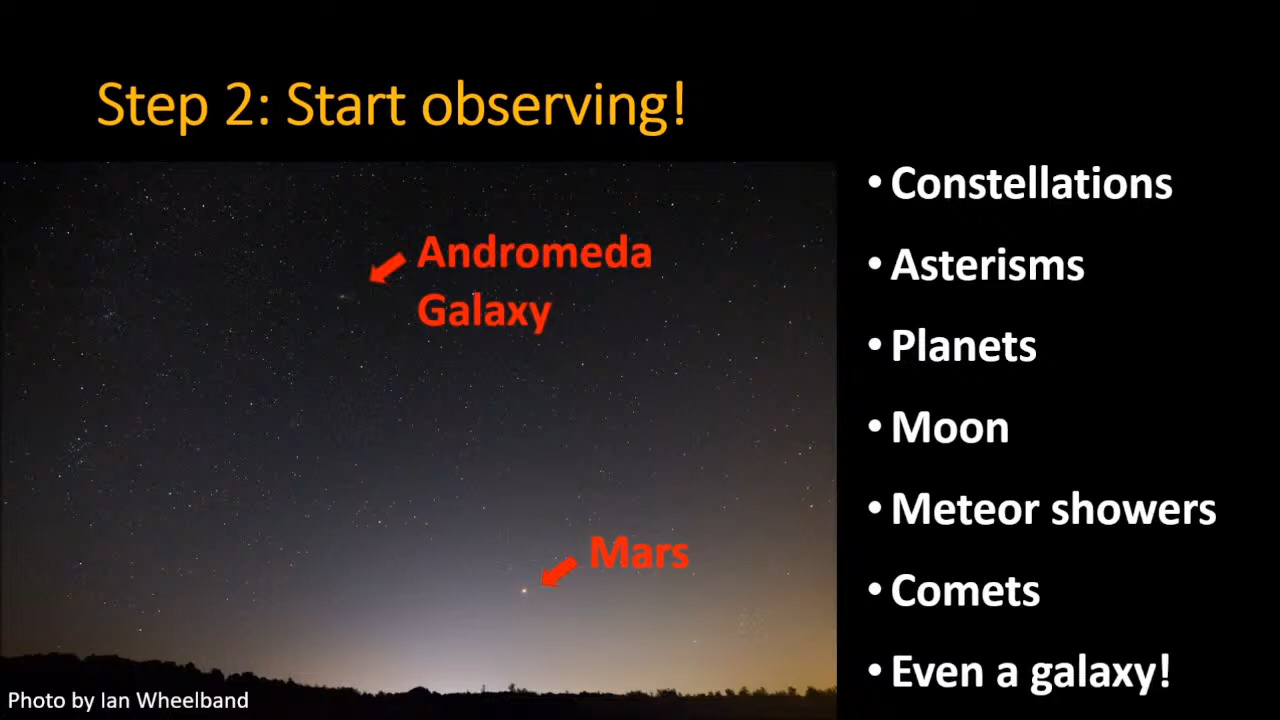 Step 2: Start observing!
Andromeda
Galaxy
Mars
Photo by Ian Wheelband
• Constellations
• Asterisms
• Planets
• Moon
• Meteor showers
• Comets
• Even a galaxy!